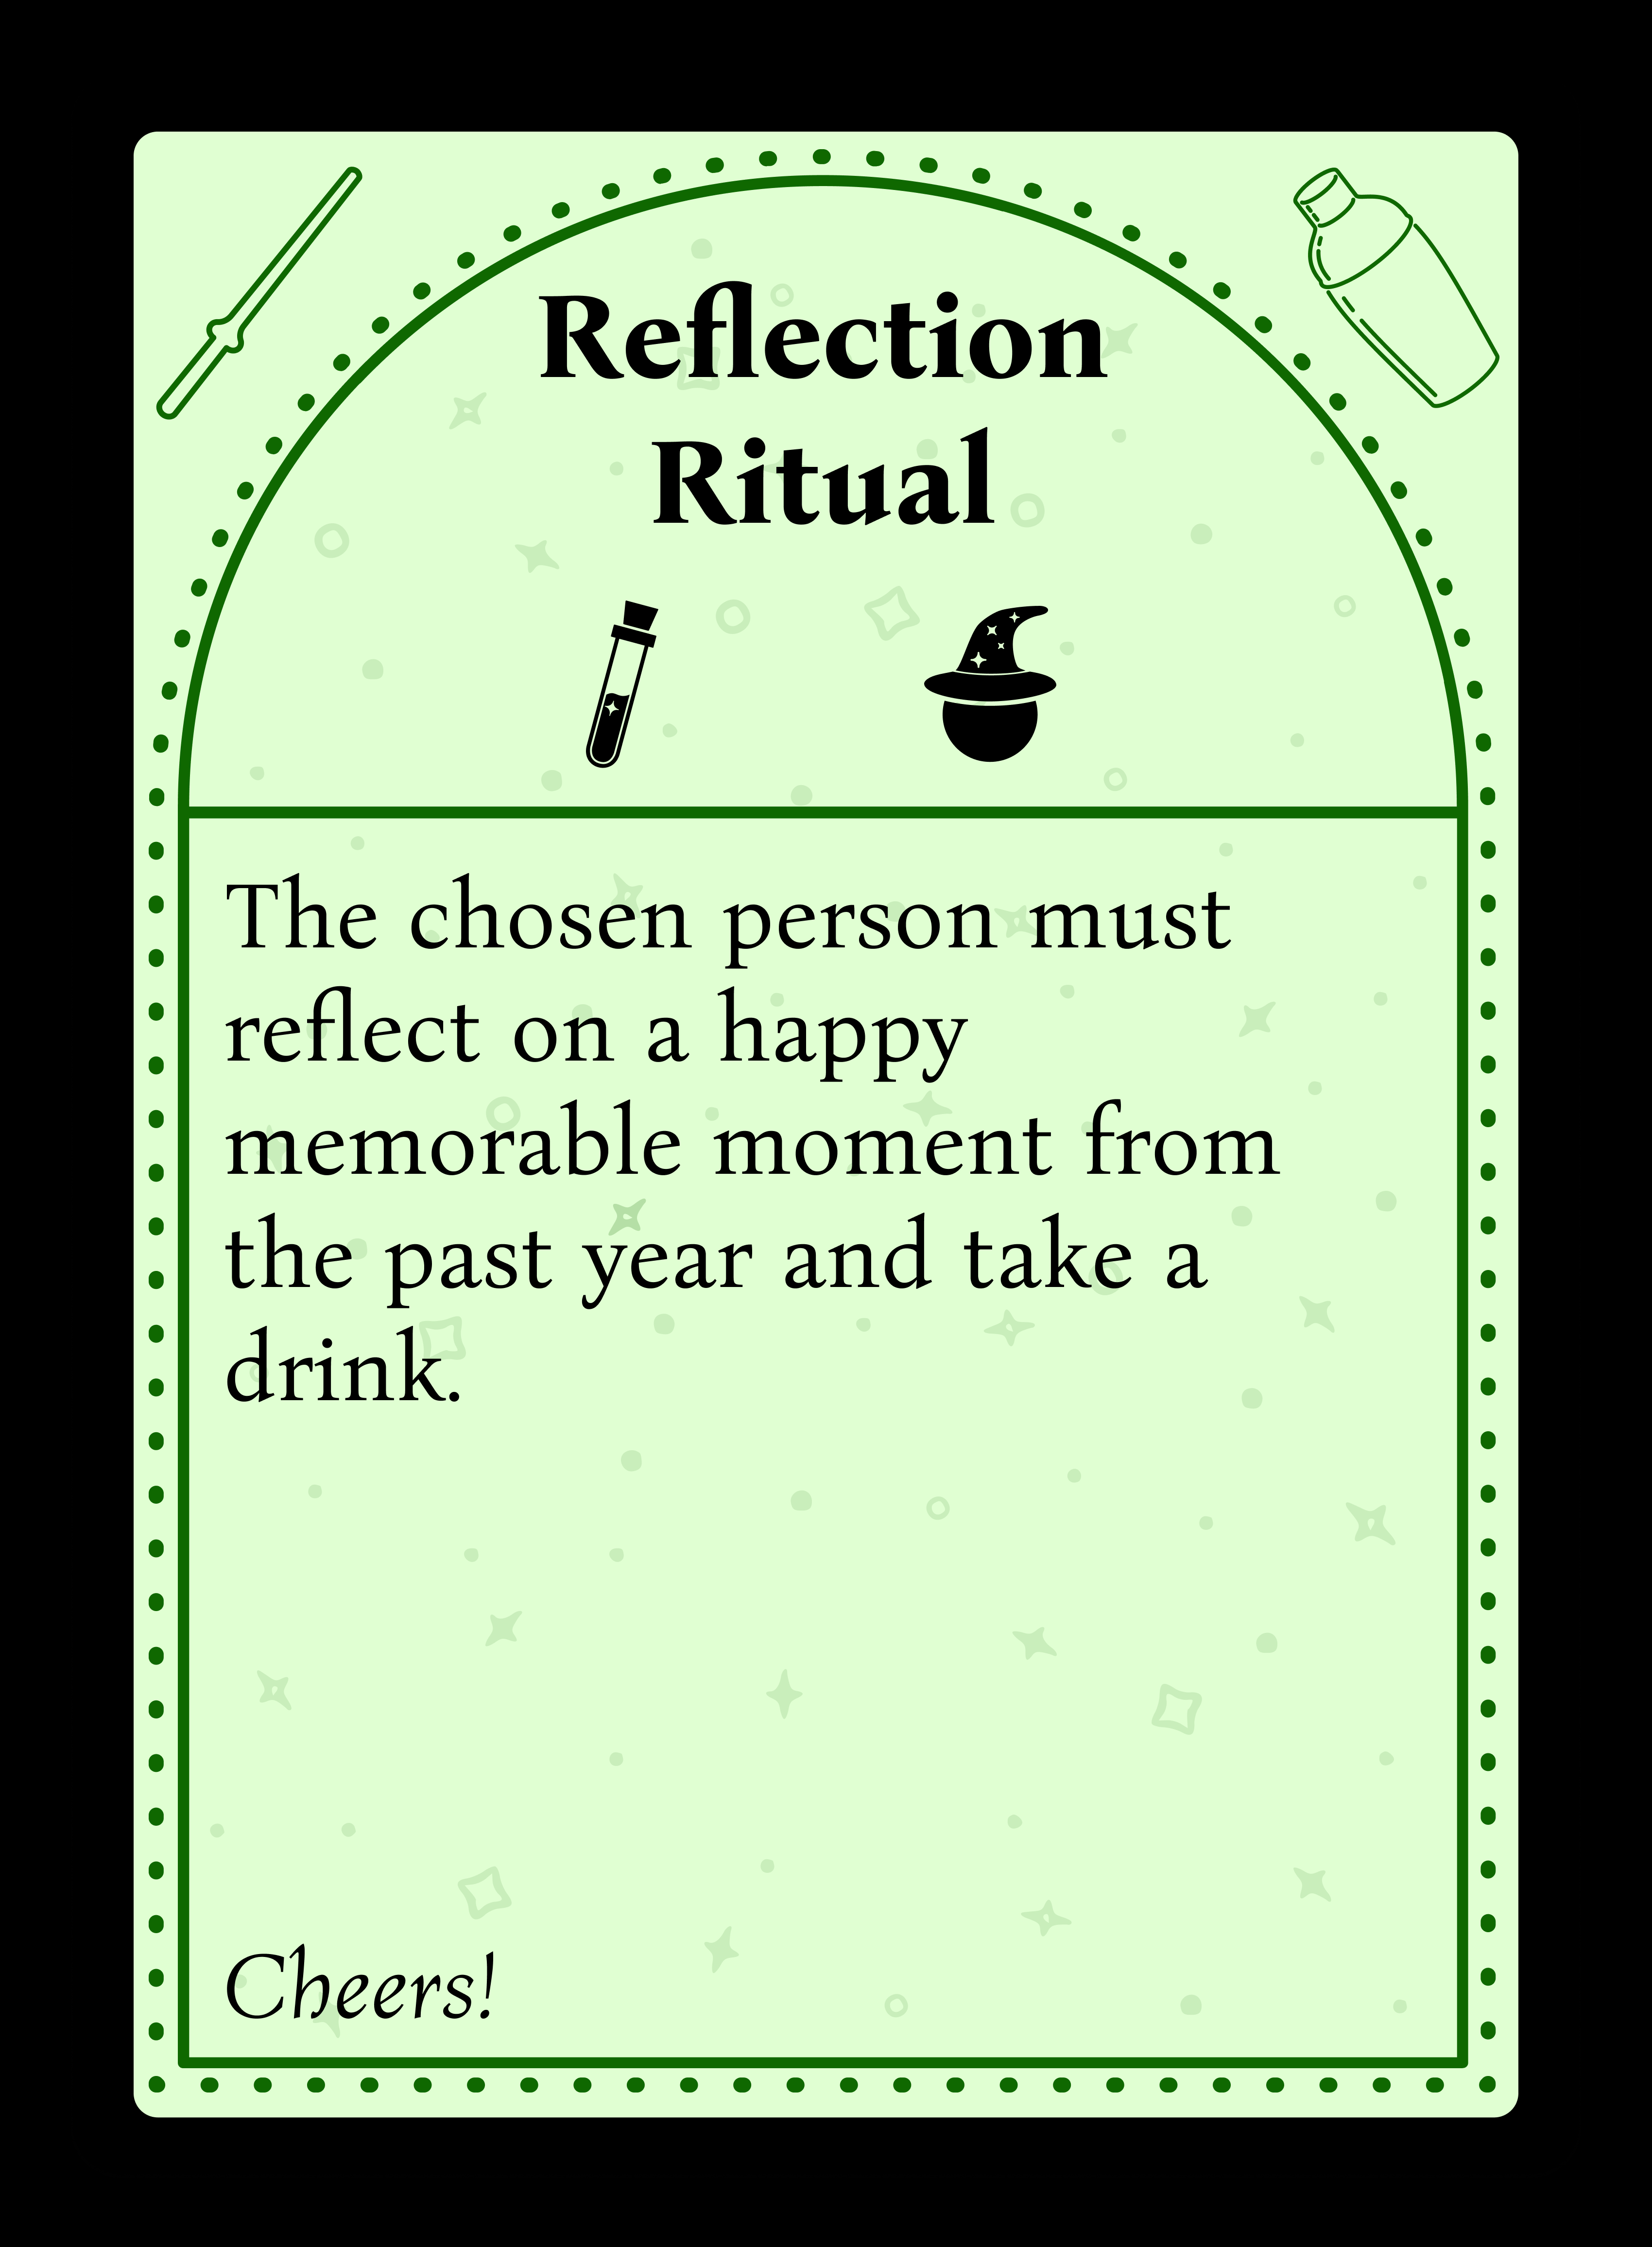 Reflection
Ritual
The chosen person must
reflect on a happy
memorable moment from
the past year and take a
drink.
Cheers!